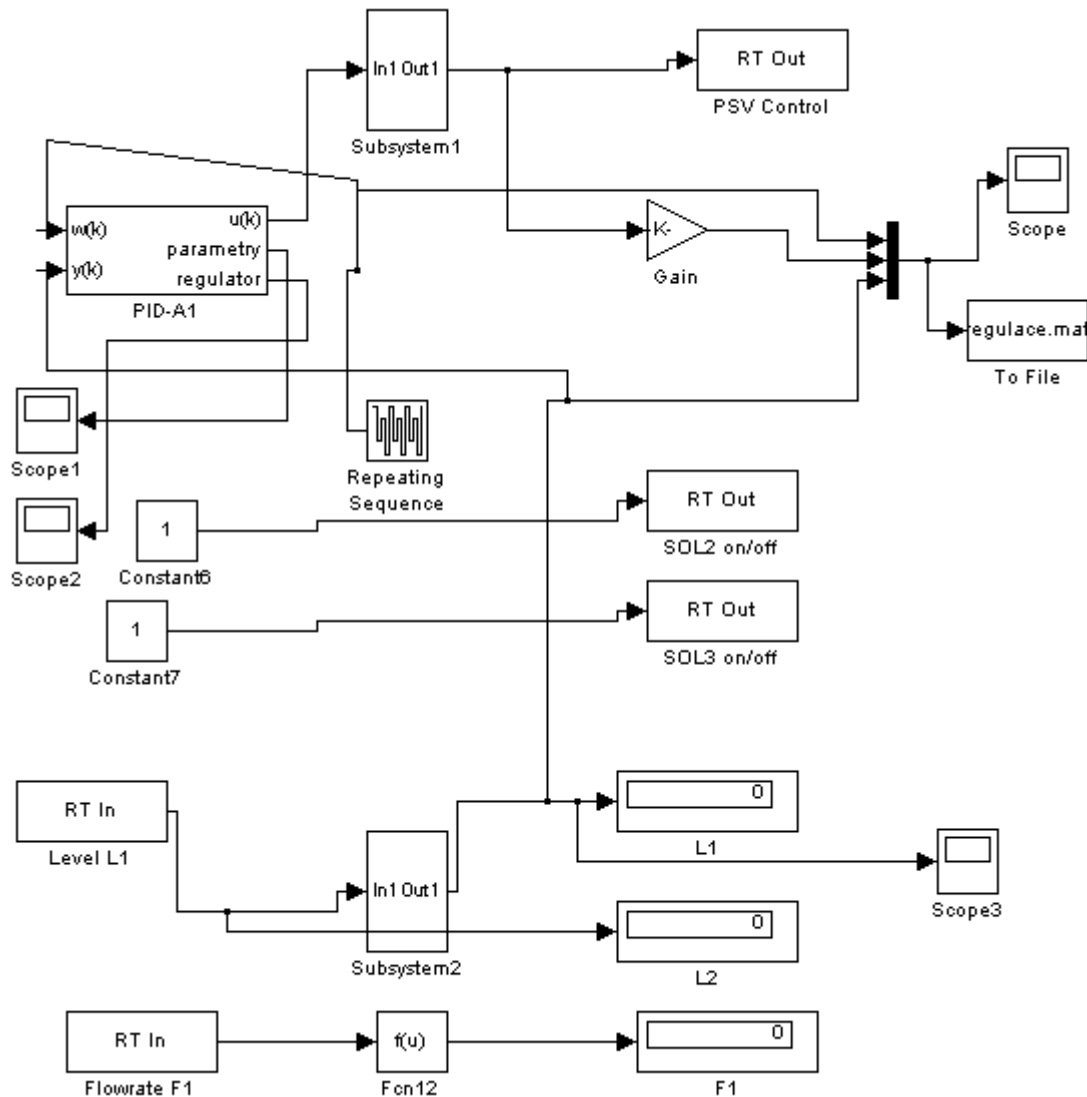 In1 Out1
Subsystem1
RT Out
PSV Control
w(k)
y(k)
u(k)
parametry
regulator
PID-A1
K-
Gain
Scope
regulace.mat
To File
Scope1
Repeating
Sequence
Scope2
1
Constant6
RT Out
SOL2 on/off
1
Constant7
RT Out
SOL3 on/off
RT In
Level L1
In1 Out1
Subsystem2
0
L1
Scope3
0
L2
RT In
Flowrate F1
f(u)
Fcn12
0
F1